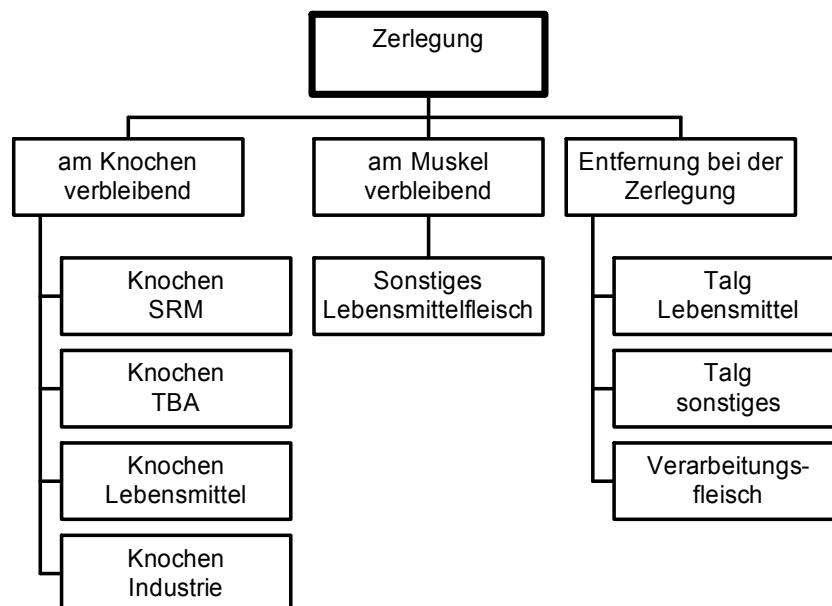 Zerlegung
am Knochen
verbleibend
am Muskel
verbleibend
Entfernung bei der
Zerlegung
Knochen
SRM
Knochen
TBA
Knochen
Lebensmittel
Knochen
Industrie
Sonstiges
Lebensmittelfleisch
Talg
Lebensmittel
Talg
sonstiges
Verarbeitungs-
fleisch